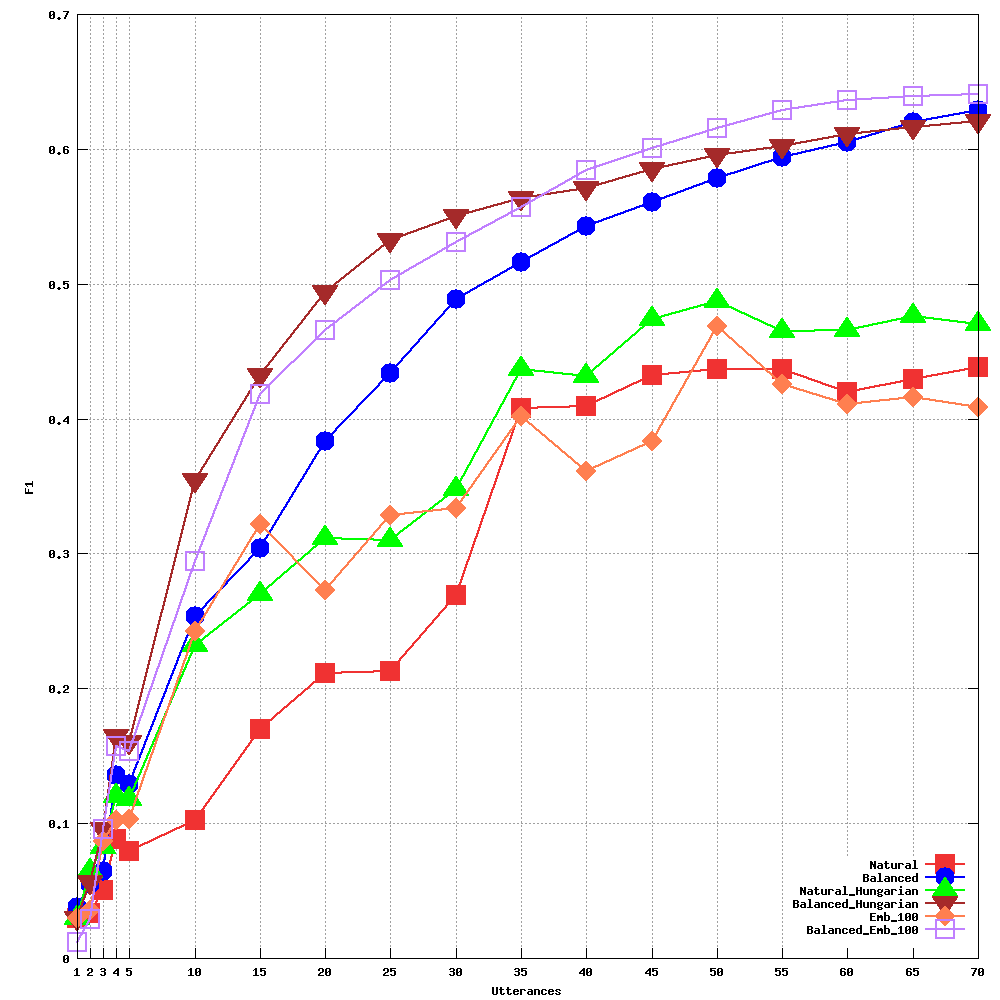 0.7
0.6
0.5
0.4
0.3
0.2
0.1
0
F1
1 2 3 4 5 10 15 20 25 30 35 40 45 50 55 60 65 70
Utterances
Natural
Balanced
Natural_Hungarian
Balanced_Hungarian
Emb_100
Balanced_Emb_100